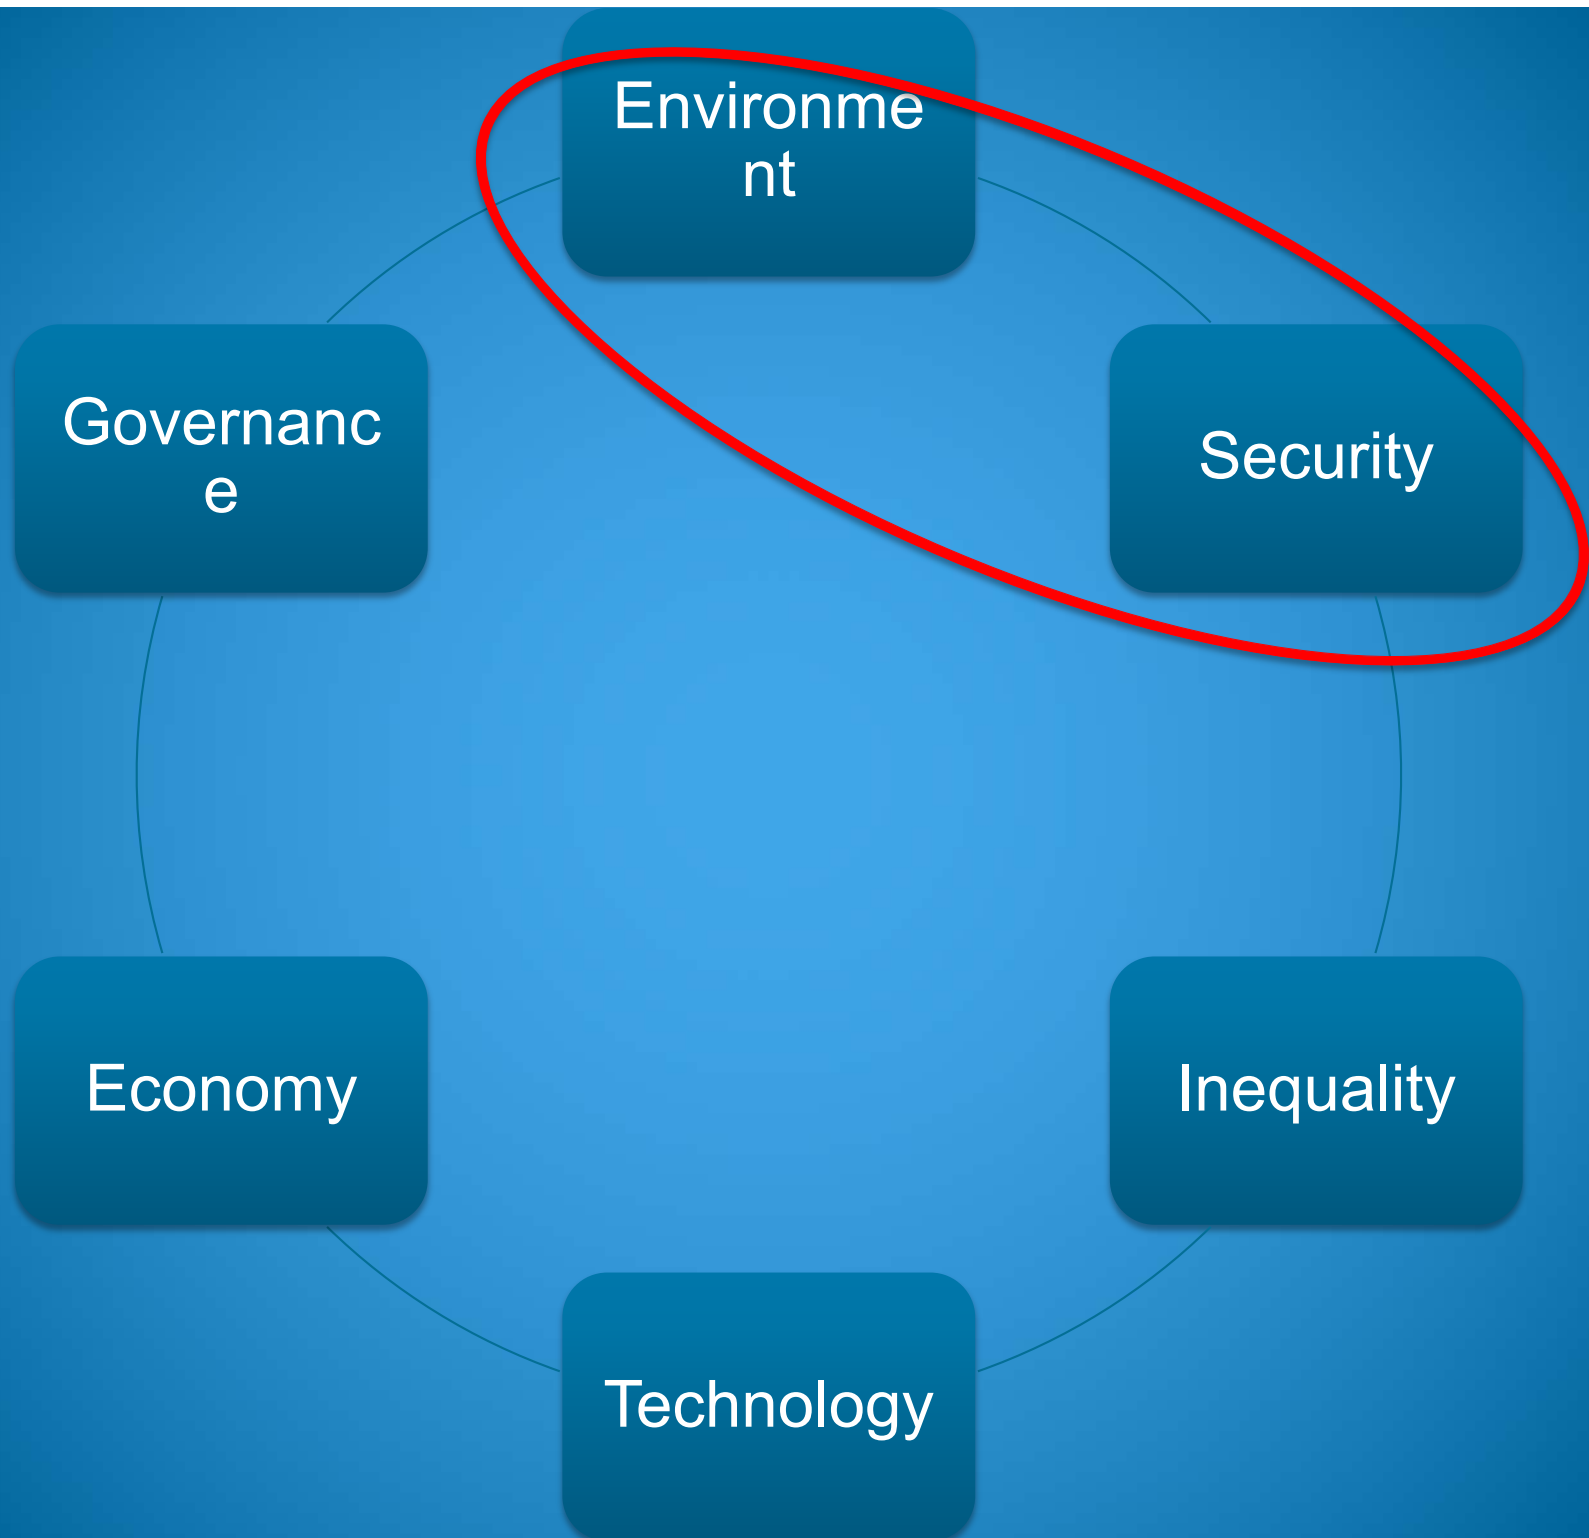 Environme
nt
Governanc
e
Security
Economy
Inequality
Technology